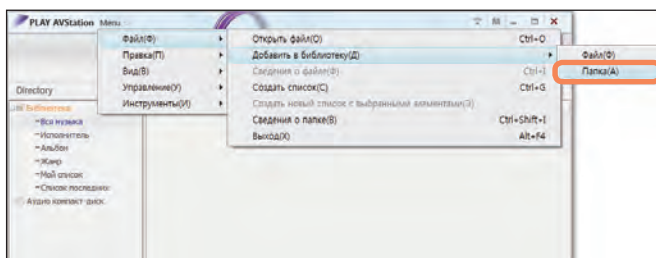 PLAY AVStation Menu
Файл(Ф)
Правка(П)
Вид(В)
Управление(У)
Инструменты(И)
Открыть файл(О) Ctrl+O
Добавить в библиотеку(Д)
Сведения о файле(Ф) Ctrl+I
Создать список(С) Ctrl+G
Создать новый список с выбранными элементами(Э)
Сведения о папке(В) Ctrl+Shift+I
Выход(Х) Alt+F4
Файл(Ф)
Папка(А)
Directory
Библиотека
Вся музыка
Исполнитель
Альбом
Жанр
Мой список
Список последних
Аудио компакт-диск